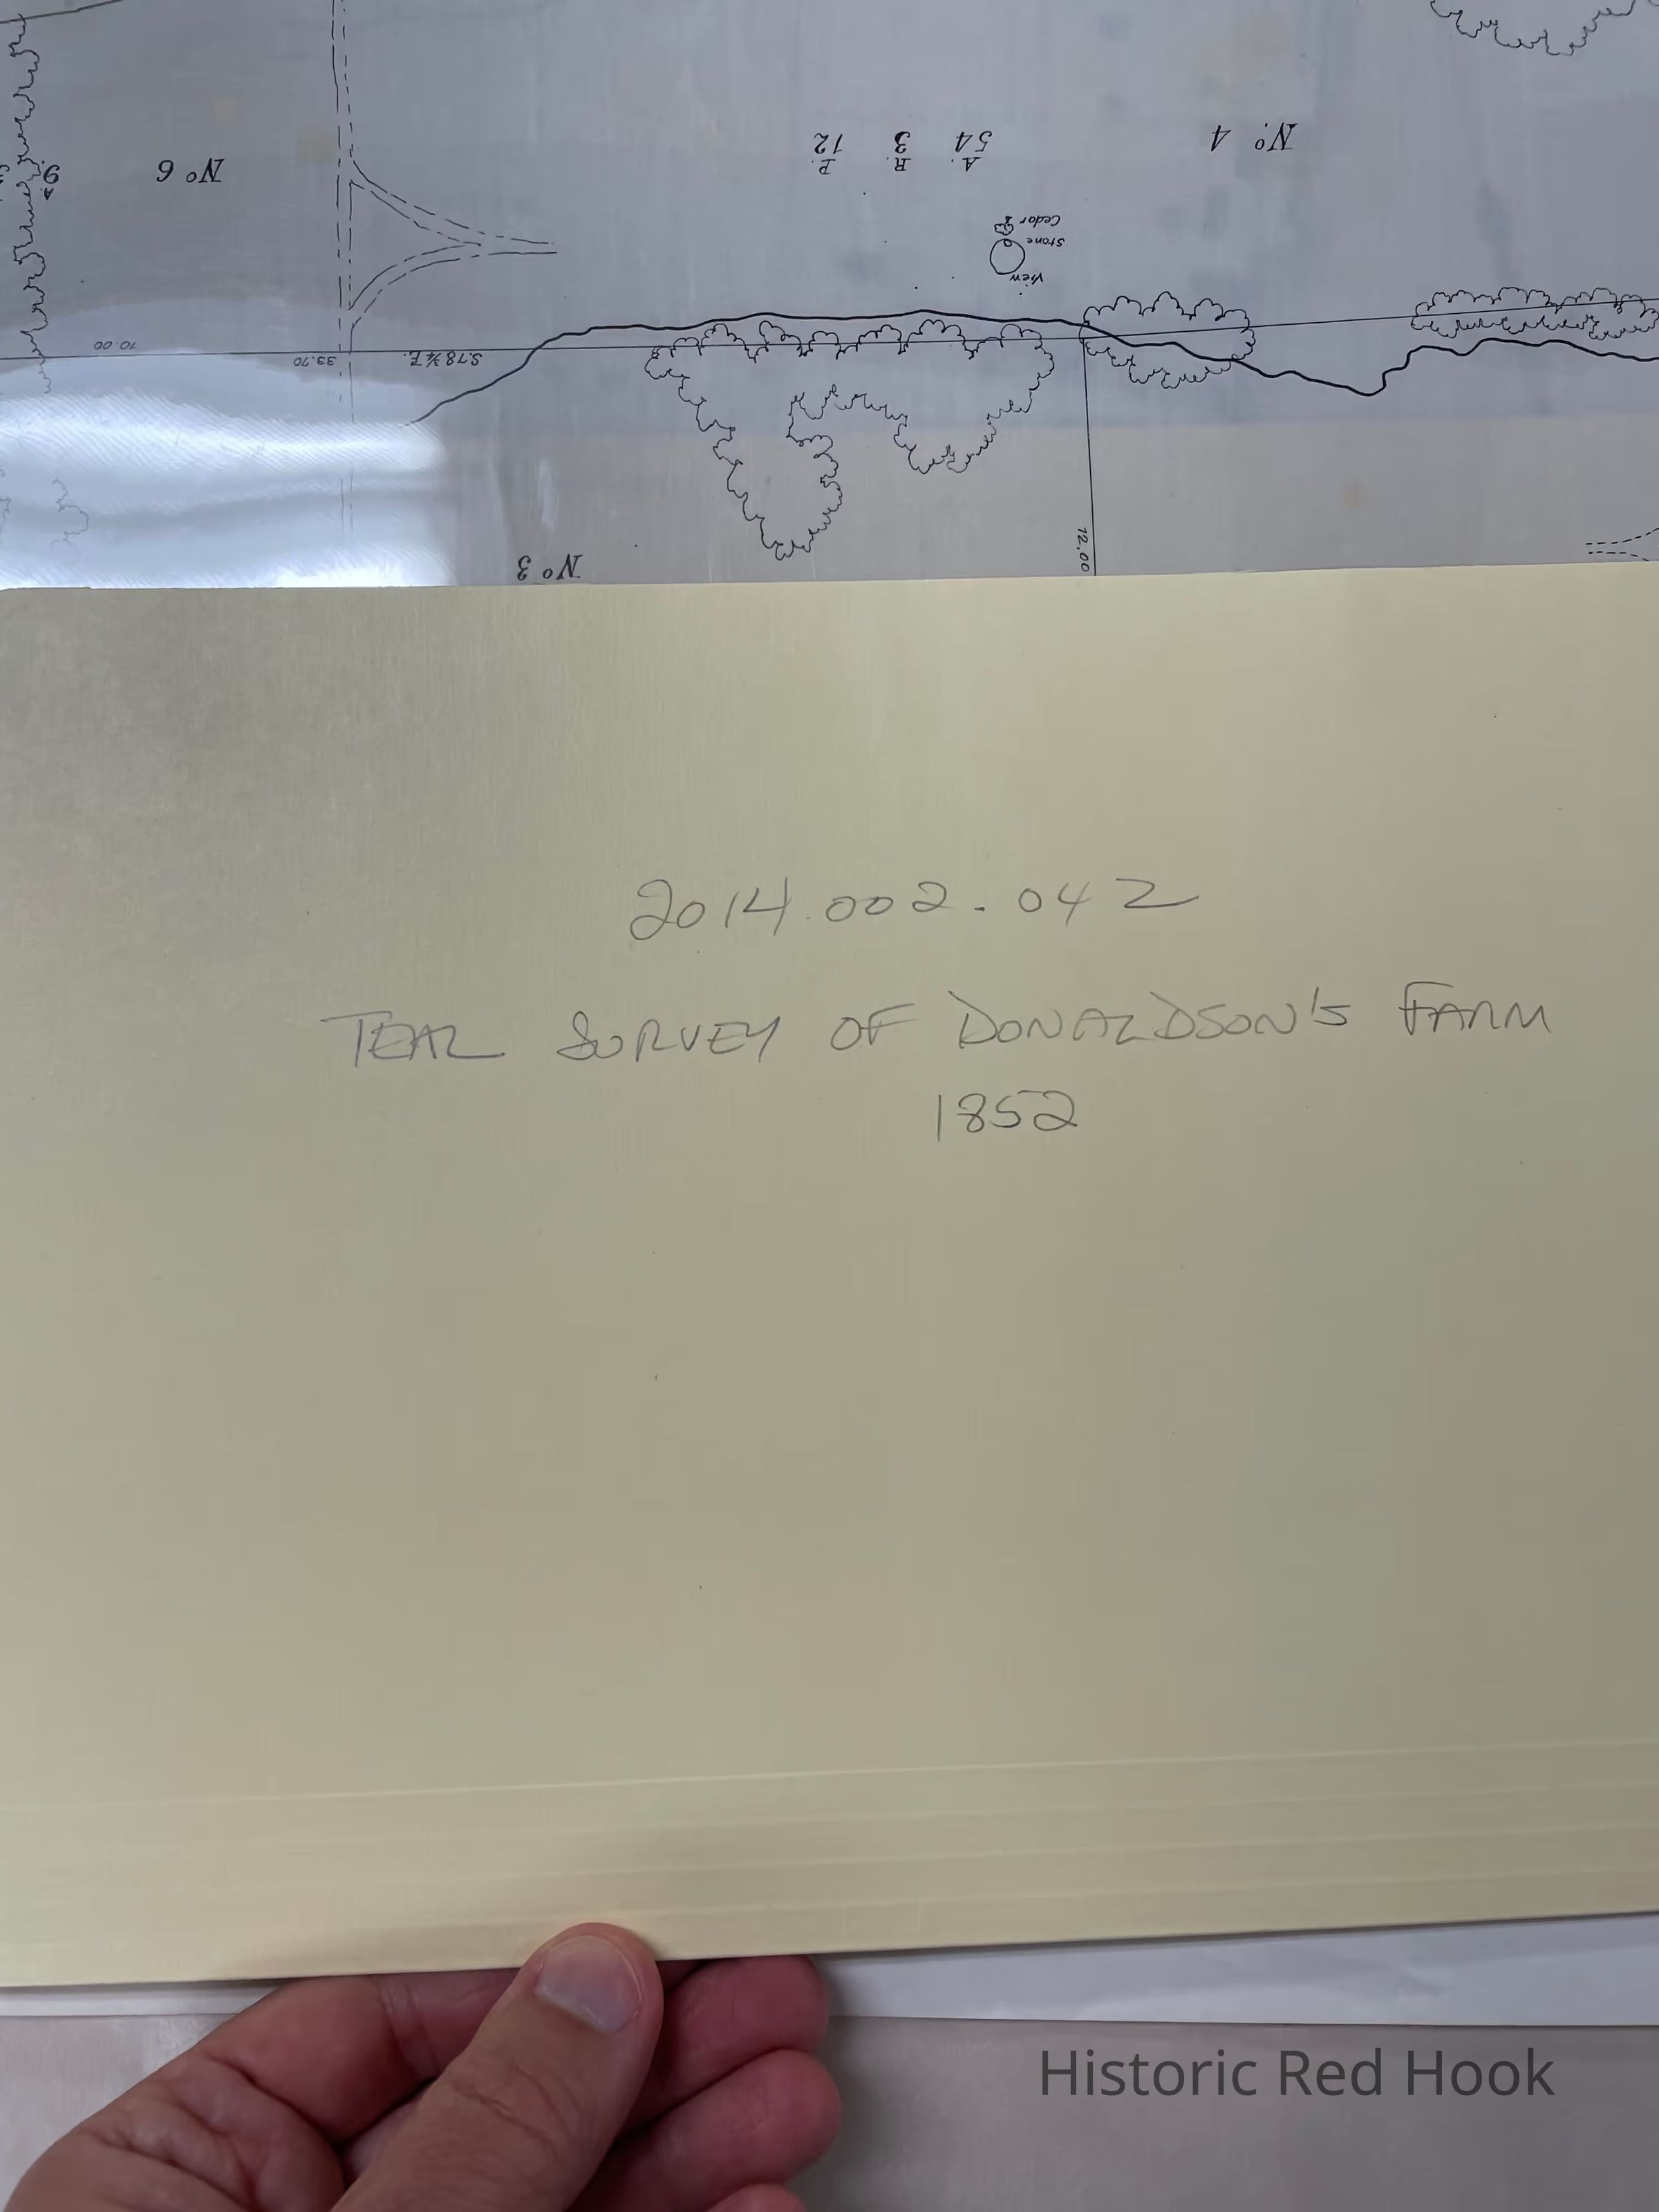 Nº 6
9
A.
A. R. P.
54 3 12
Nº 4
Cedar
Stone
View
10.00
33.70
S.78¾E.
12.00
Nº 3
2014.002.042
TEAL SURVEY OF DONALDSON'S FARM
1852
Historic Red Hook